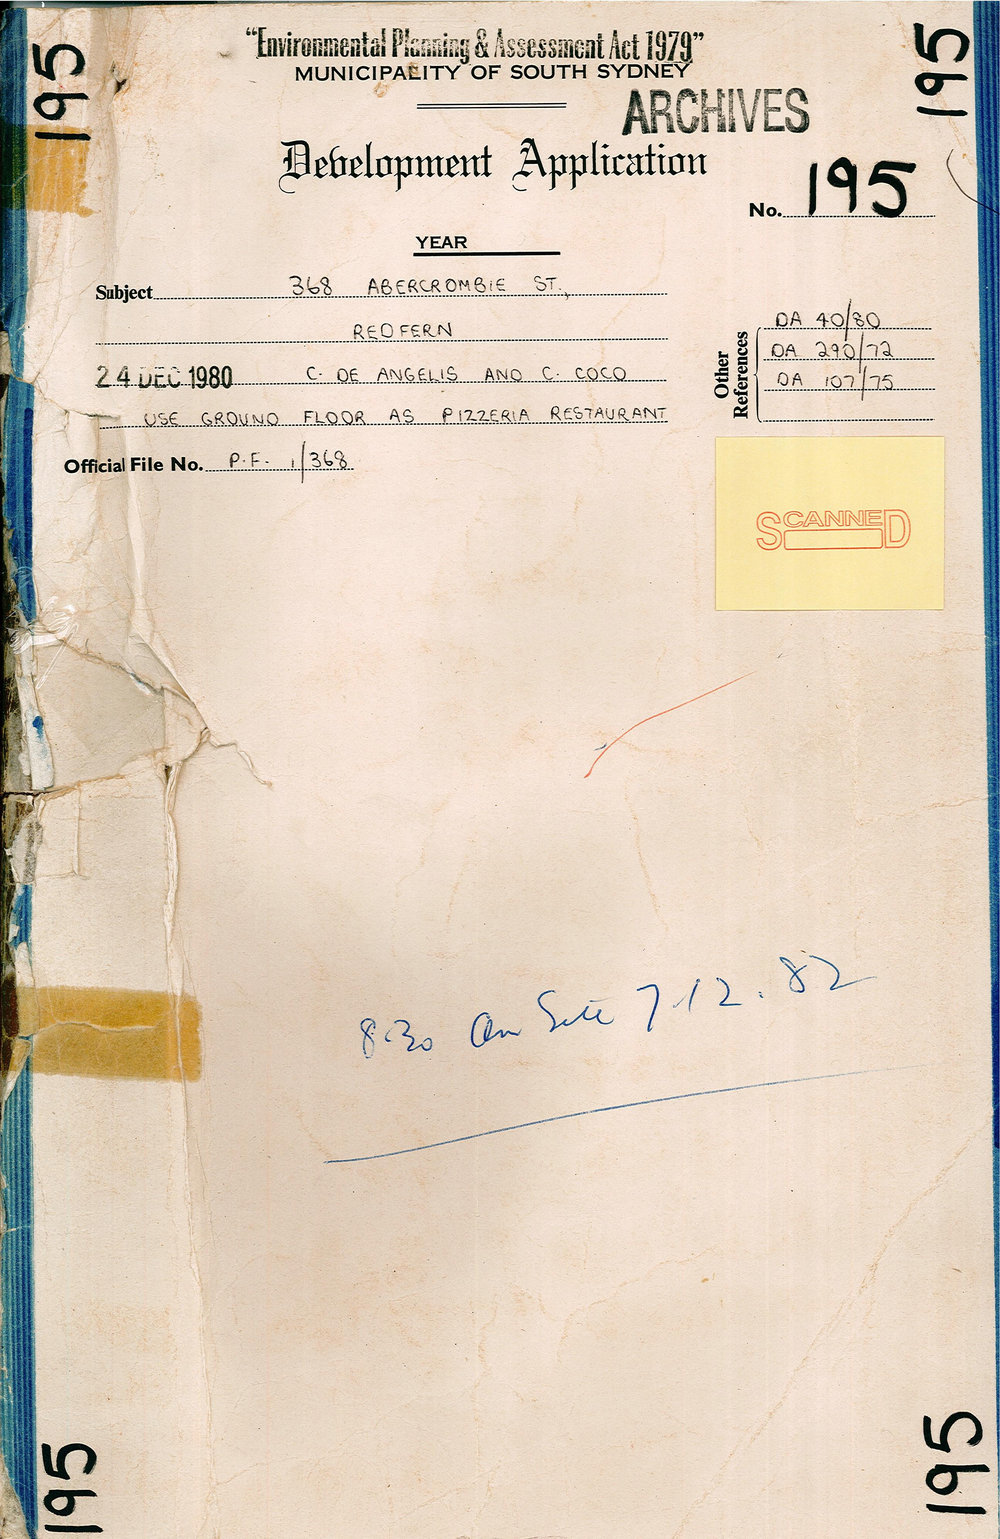 195
195
"Environmental Planning & Assessment Act 1979"
MUNICIPALITY OF SOUTH SYDNEY
ARCHIVES
Development Application
No. 195
YEAR
Subject 368 ABERCROMBIE ST.,
REDFERN
24 DEC 1980 C. DE ANGELIS AND C. COCO
USE GROUND FLOOR AS PIZZERIA RESTAURANT
Official File No. P.F. 1/368
Other References
DA 40/80
DA 290/72
DA 107/75
SCANNED
8.30 On Site 7.12.82
195
195